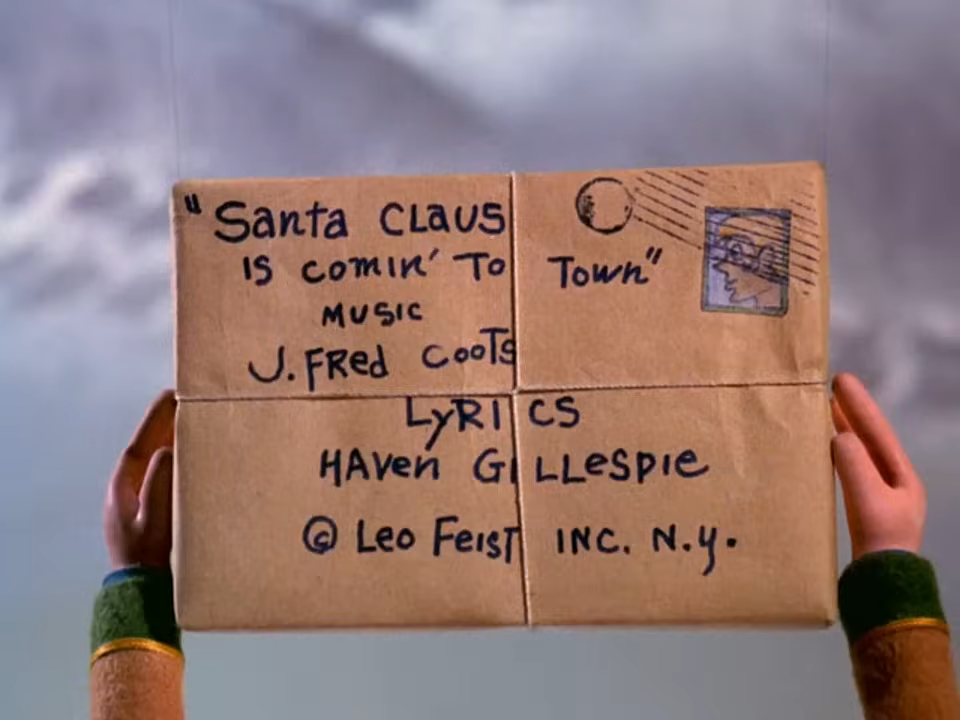 "Santa CLAUS
IS COMIN' TO TOWN"
MUSIC
J. FRED COOTS
LYRICS
HAVEN GILLESPIE
© LEO FEIST INC. N.Y.